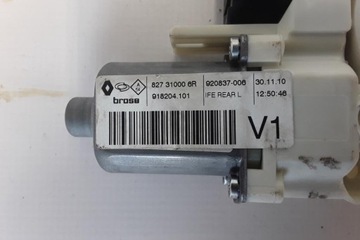 827 31000 6R
920837-006
30.11.10
brose
918204.101
IFE REAR L
12:50:46
V1